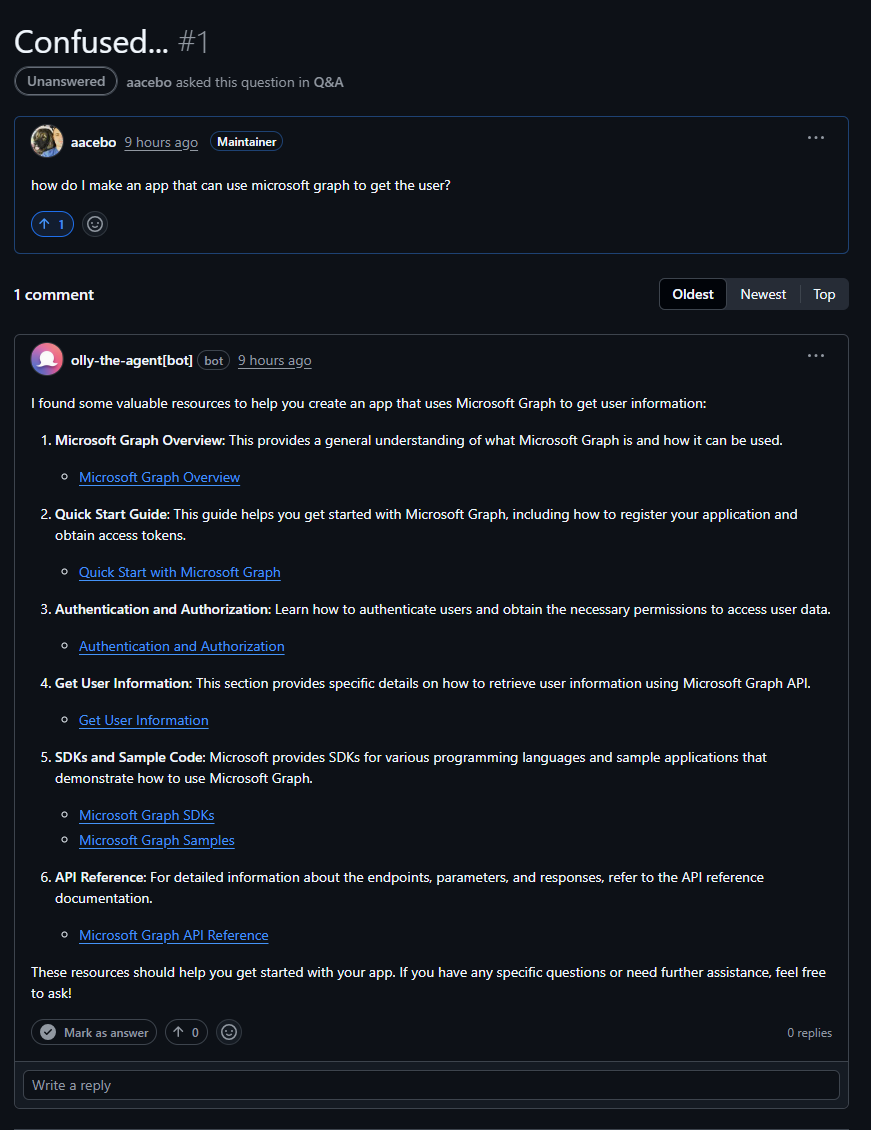 Confused... #1
Unanswered aacebo asked this question in Q&A
aacebo 9 hours ago Maintainer
how do I make an app that can use microsoft graph to get the user?
1
1 comment
Oldest Newest Top
olly-the-agent[bot] bot 9 hours ago
I found some valuable resources to help you create an app that uses Microsoft Graph to get user information:
1. Microsoft Graph Overview: This provides a general understanding of what Microsoft Graph is and how it can be used.
Microsoft Graph Overview
2. Quick Start Guide: This guide helps you get started with Microsoft Graph, including how to register your application and
obtain access tokens.
Quick Start with Microsoft Graph
3. Authentication and Authorization: Learn how to authenticate users and obtain the necessary permissions to access user data.
Authentication and Authorization
4. Get User Information: This section provides specific details on how to retrieve user information using Microsoft Graph API.
Get User Information
5. SDKs and Sample Code: Microsoft provides SDKs for various programming languages and sample applications that
demonstrate how to use Microsoft Graph.
Microsoft Graph SDKs
Microsoft Graph Samples
6. API Reference: For detailed information about the endpoints, parameters, and responses, refer to the API reference
documentation.
Microsoft Graph API Reference
These resources should help you get started with your app. If you have any specific questions or need further assistance, feel free
to ask!
Mark as answer 0 0 replies
Write a reply